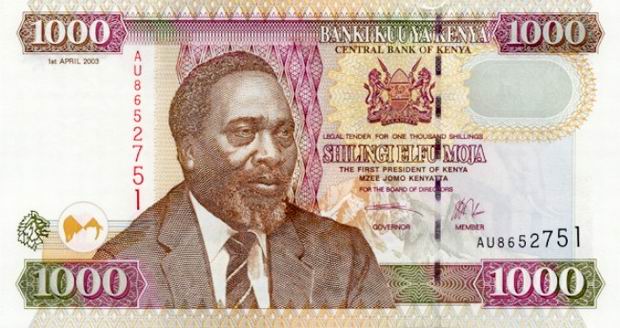 1000
BANKI KUU YA KENYA
1000
CENTRAL BANK OF KENYA
1st APRIL 2003
AU8652751
LEGAL TENDER FOR ONE THOUSAND SHILLINGS
SHILINGI ELFU MOJA
THE FIRST PRESIDENT OF KENYA
MZEE JOMO KENYATTA
FOR THE BOARD OF DIRECTORS
GOVERNOR
MEMBER
AU8652751
1000
1000